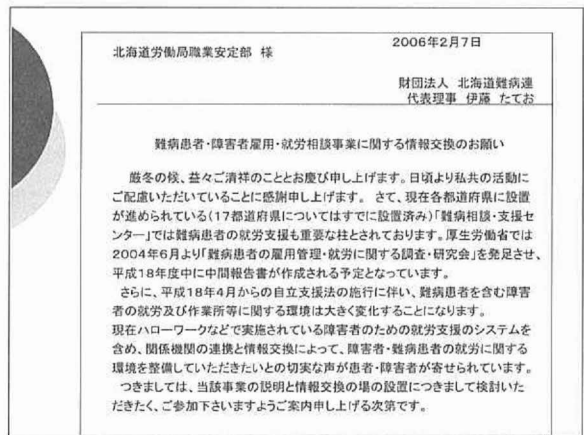 2006年2月7日
北海道労働局職業安定部 様
財団法人 北海道難病連
代表理事 伊藤 たてお
難病患者・障害者雇用・就労相談事業に関する情報交換のお願い
厳冬の候、益々ご清祥のこととお慶び申し上げます。日頃より私共の活動に
ご配慮いただいていることに感謝申し上げます。 さて、現在各都道府県に設置
が進められている(17都道府県についてはすでに設置済み)「難病相談・支援セ
ンター」では難病患者の就労支援も重要な柱とされております。厚生労働省では
2004年6月より「難病患者の雇用管理・就労に関する調査・研究会」を発足させ、
平成18年度中に中間報告書が作成される予定となっています。
さらに、平成18年4月からの自立支援法の施行に伴い、難病患者を含む障害
者の就労及び作業所等に関する環境は大きく変化することになります。
現在ハローワークなどで実施されている障害者のための就労支援のシステムを
含め、関係機関の連携と情報交換によって、障害者・難病患者の就労に関する
環境を整備していただきたいとの切実な声が患者・障害者が寄せられています。
つきましては、当該事業の説明と情報交換の場の設置につきまして検討いた
だきたく、ご参加下さいますようご案内申し上げる次第です。